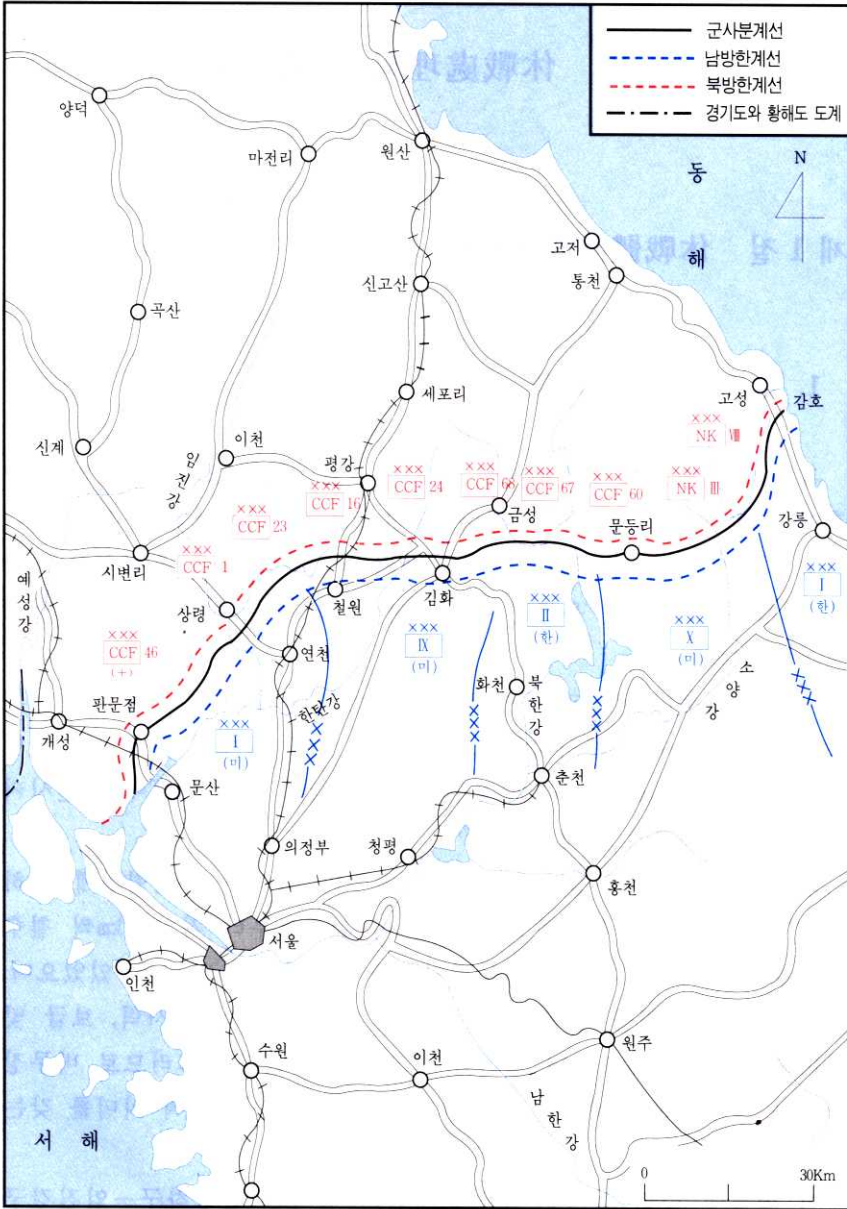 군사분계선
남방한계선
북방한계선
경기도와 황해도 도계
N
동
해
양덕
마전리
원산
고저
통천
신고산
곡산
세포리
고성
감호
신계
이천
임진강
평강
금성
문등리
강릉
시변리
상령
철원
김화
예성강
연천
화천
북한강
소양강
한탄강
판문점
개성
문산
춘천
의정부
청평
홍천
서울
인천
수원
이천
원주
남한강
서 해
××× NK Ⅷ
××× NK Ⅲ
××× CCF 60
××× CCF 67
××× CCF 68
××× CCF 24
××× CCF 16
××× CCF 23
××× CCF 1
××× CCF 46
(+)
××× Ⅰ
(미)
××× Ⅸ
(미)
××× Ⅱ
(한)
××× Ⅹ
(미)
××× Ⅰ
(한)
×××
×××
×××
×××
0 30Km